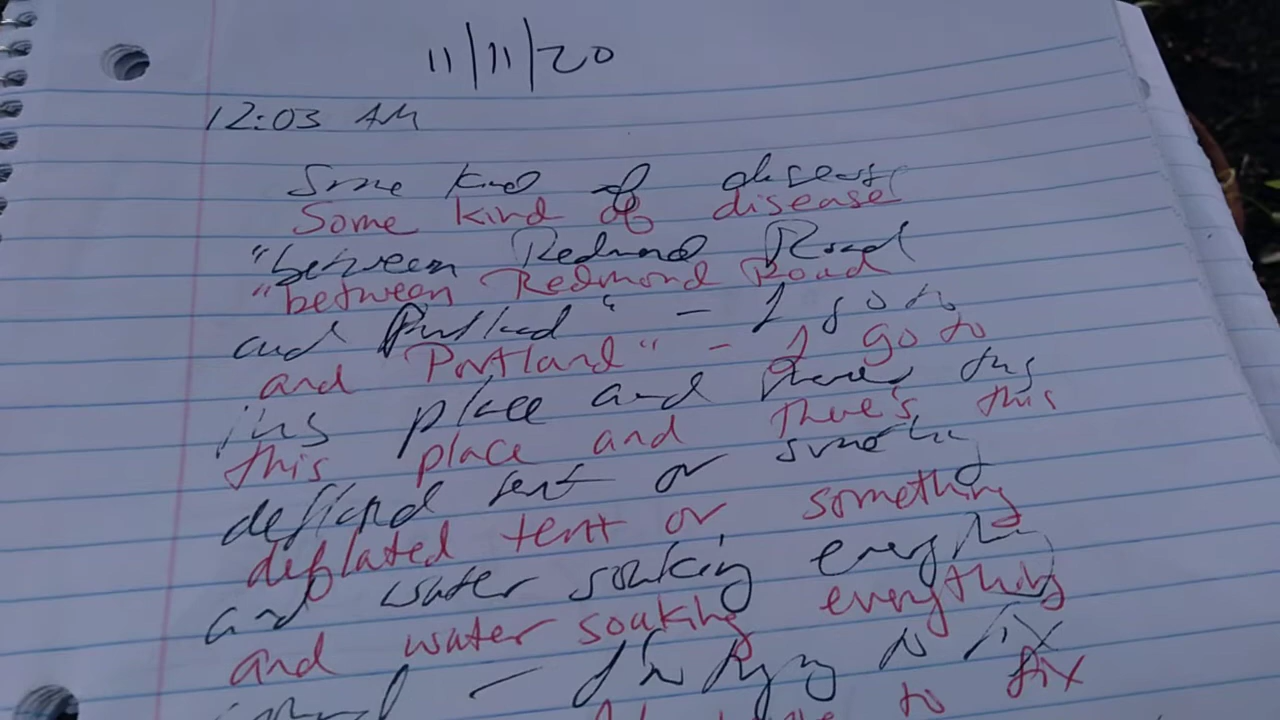 11/11/20
12:03 AM
Some kind of disease
Some kind of disease
"between Redmond Road
"between Redmond Road
and Portland" - I go to
and Portland" - I go to
this place and there's this
this place and there's this
deflated tent or something
deflated tent or something
and water soaking everything
and water soaking everything
- I'm trying to fix
to fix